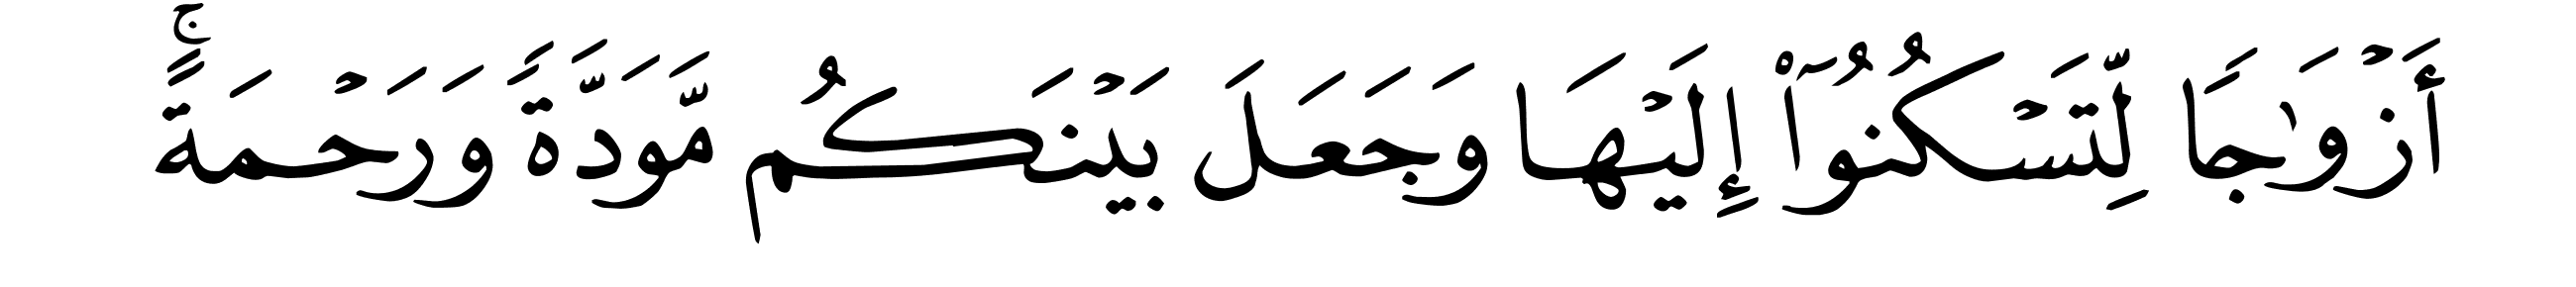 أَزْوَٰجًا لِّتَسْكُنُوٓا۟ إِلَيْهَا وَجَعَلَ بَيْنَكُم مَّوَدَّةً وَرَحْمَةً ۚ